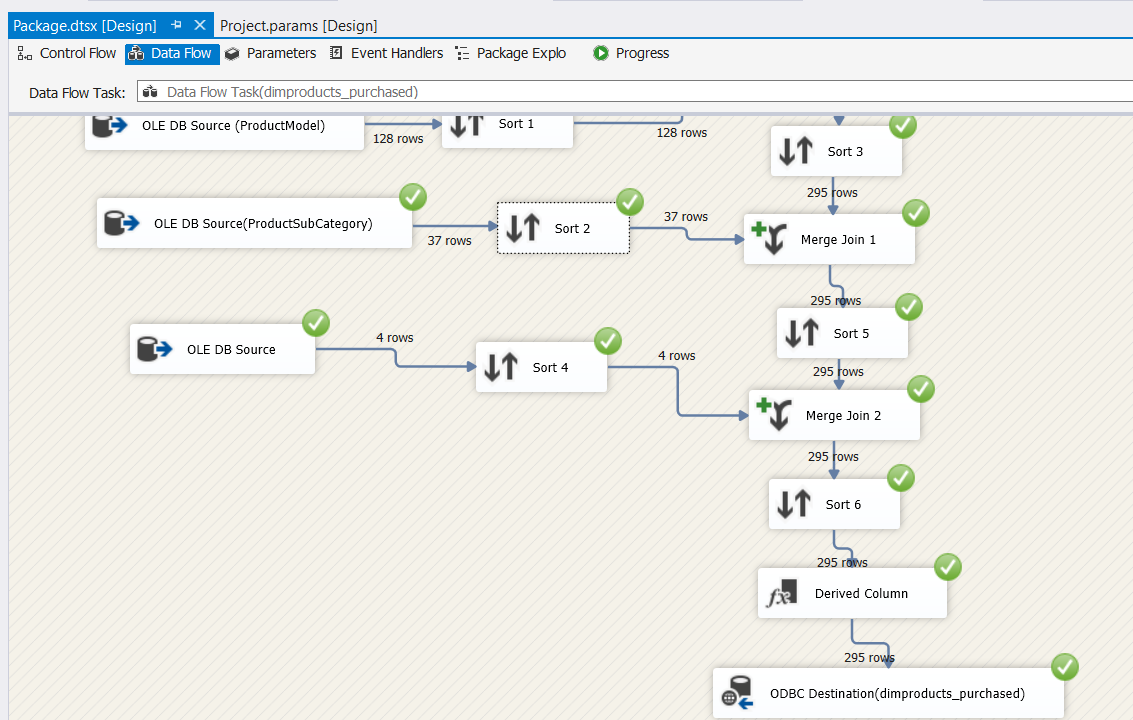 Package.dtsx [Design]
Project.params [Design]
Control Flow
Data Flow
Parameters
Event Handlers
Package Explo
Progress
Data Flow Task:
Data Flow Task(dimproducts_purchased)
OLE DB Source (ProductModel)
128 rows
Sort 1
128 rows
Sort 3
295 rows
OLE DB Source(ProductSubCategory)
37 rows
Sort 2
37 rows
Merge Join 1
295 rows
OLE DB Source
4 rows
Sort 4
4 rows
Sort 5
295 rows
Merge Join 2
295 rows
Sort 6
295 rows
Derived Column
295 rows
ODBC Destination(dimproducts_purchased)